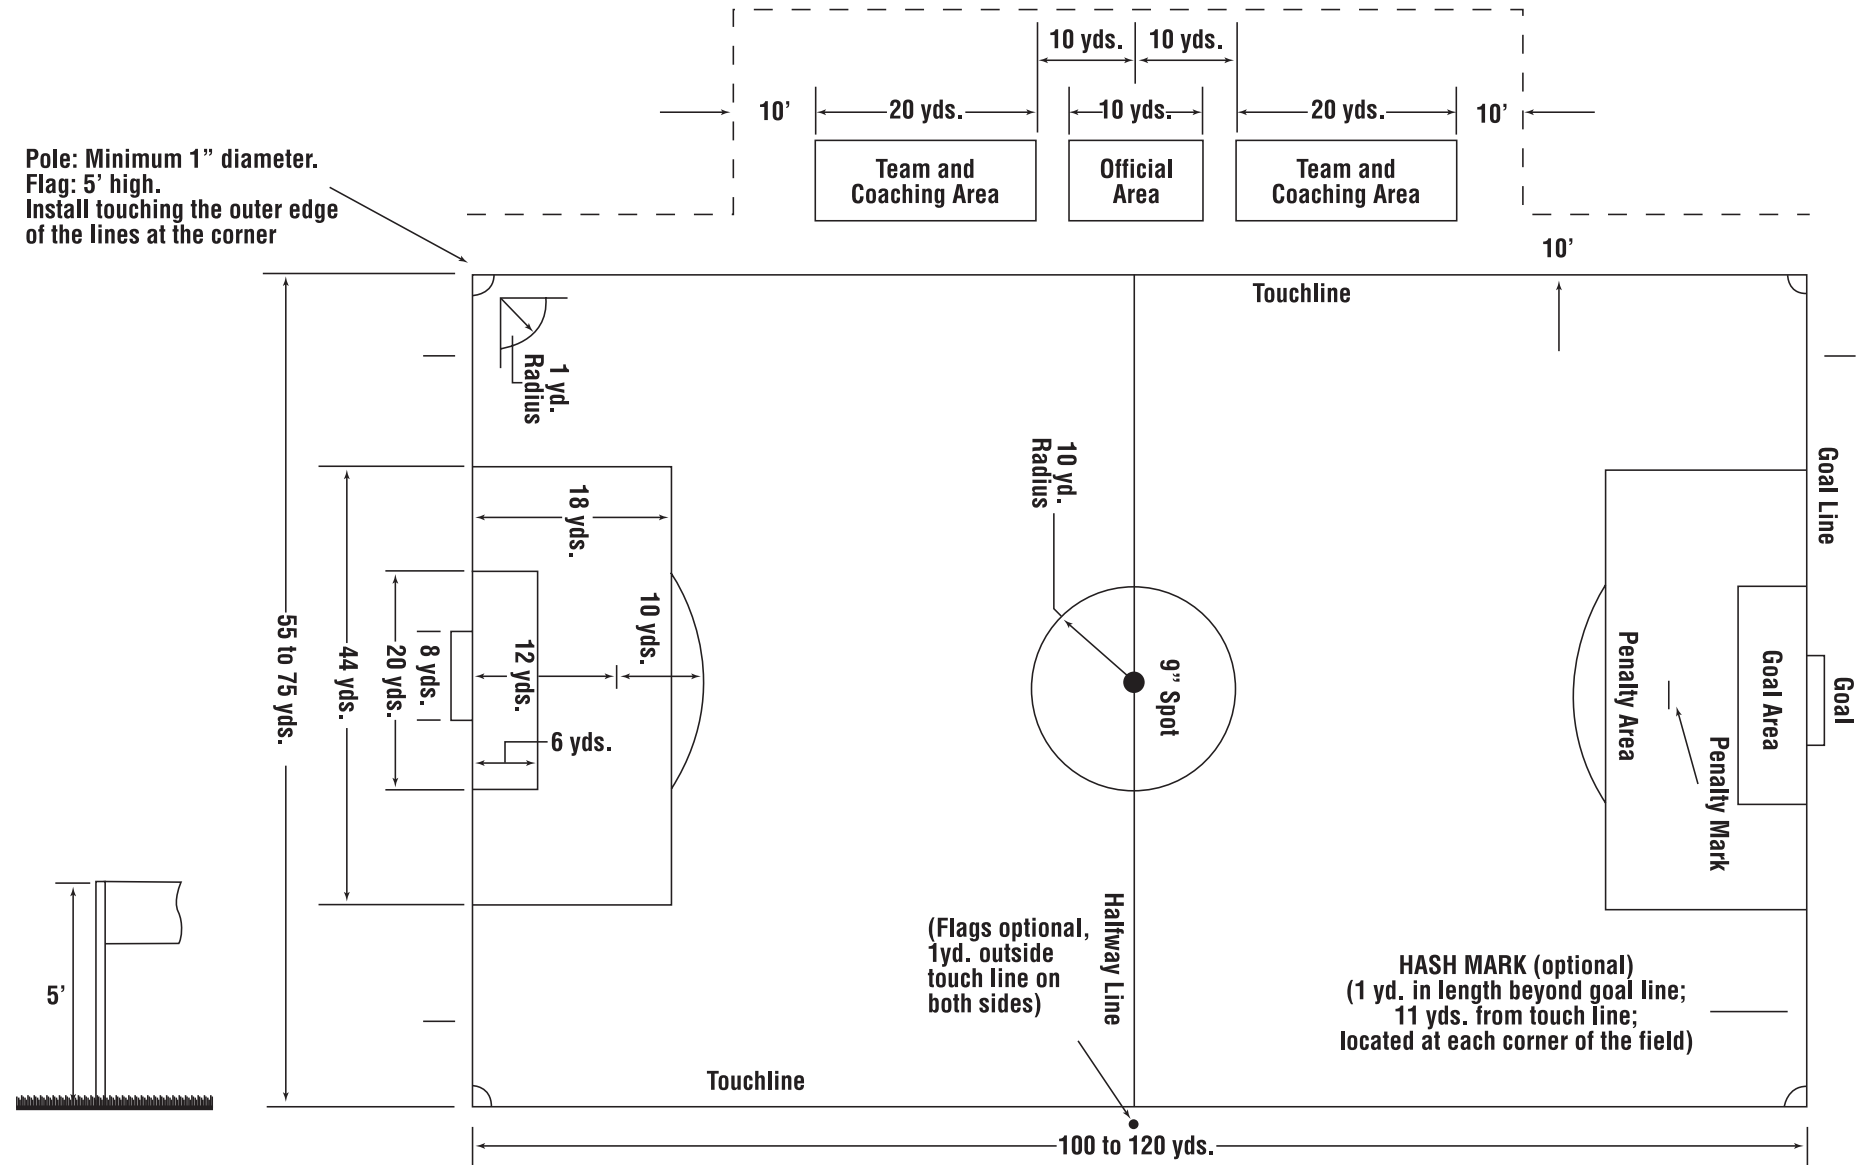 10 yds.
10 yds.
10’
20 yds.
10 yds.
20 yds.
10’
Pole: Minimum 1” diameter.
Flag: 5’ high.
Install touching the outer edge
of the lines at the corner
Team and
Coaching Area
Official
Area
Team and
Coaching Area
10’
Touchline
1 yd.
Radius
10 yd.
Radius
Goal Line
18 yds.
10 yds.
12 yds.
8 yds.
20 yds.
44 yds.
55 to 75 yds.
6 yds.
9” Spot
Penalty Area
Goal Area
Goal
Penalty Mark
Halfway Line
(Flags optional,
1yd. outside
touch line on
both sides)
HASH MARK (optional)
(1 yd. in length beyond goal line;
11 yds. from touch line;
located at each corner of the field)
5’
Touchline
100 to 120 yds.